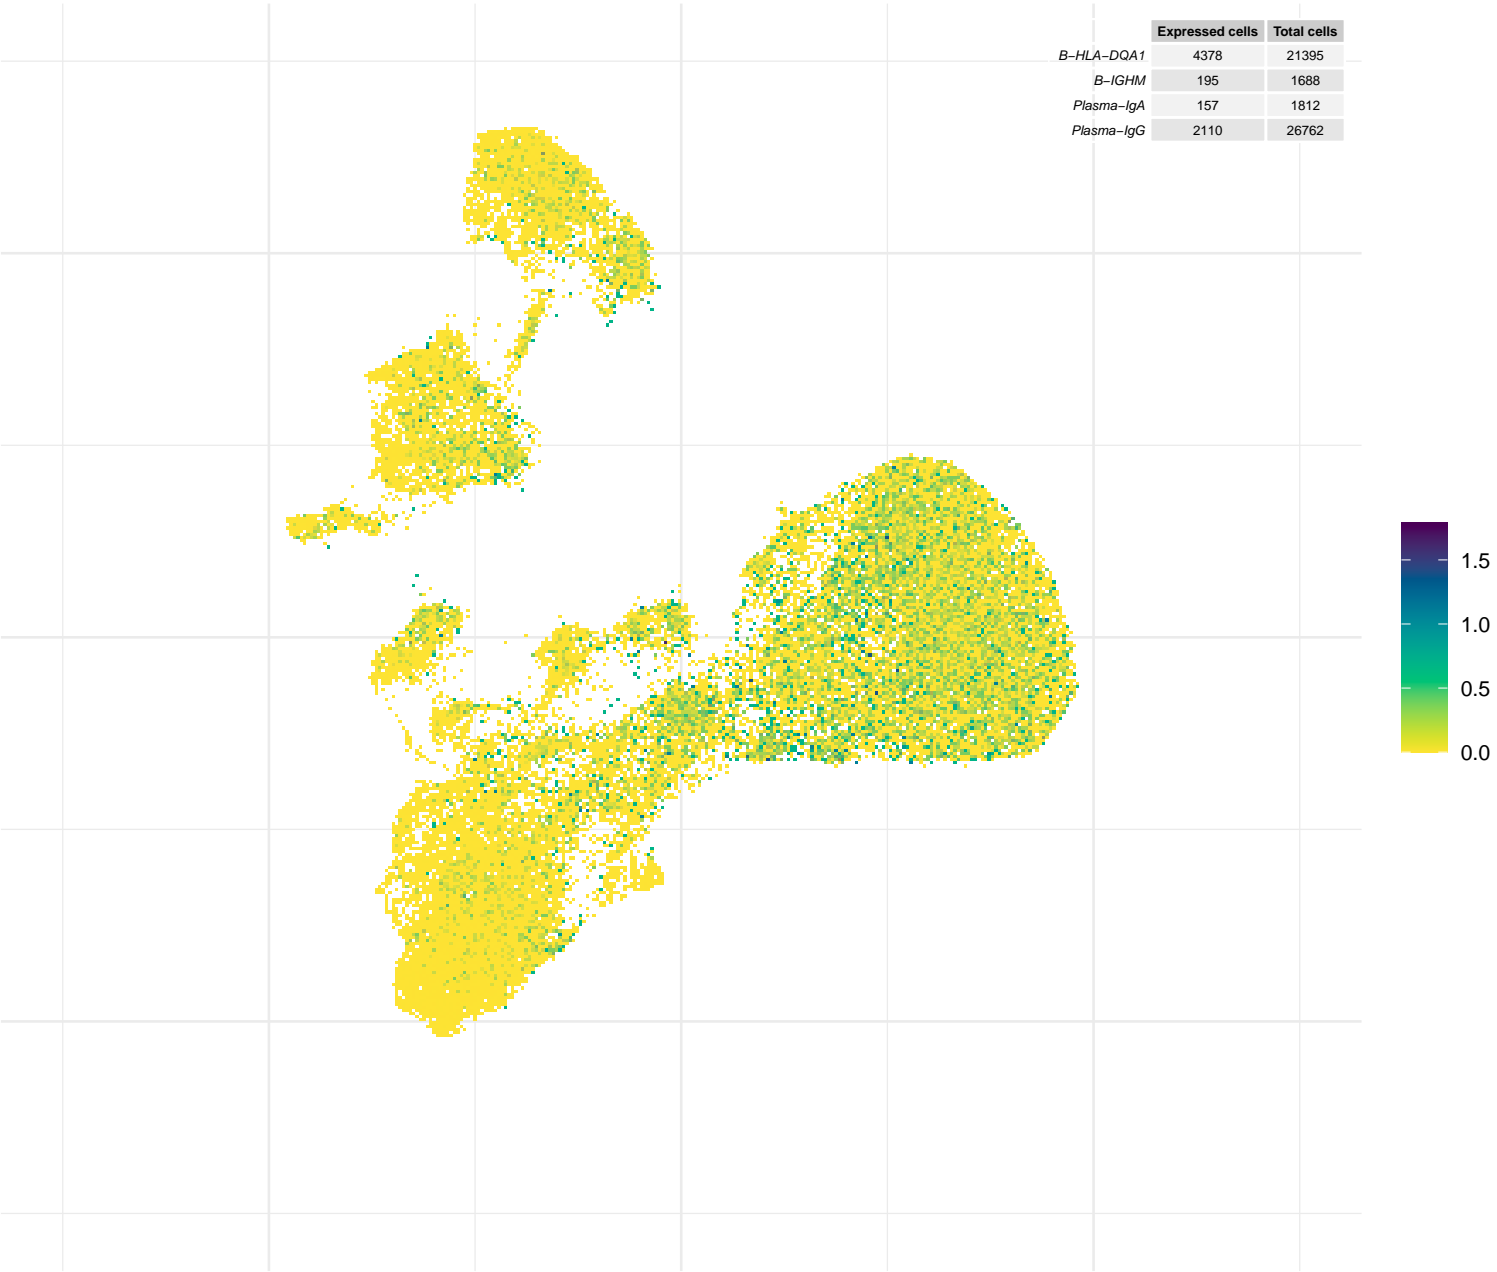 Expressed cells Total cells
B−HLA−DQA1 4378 21395
B−IGHM 195 1688
Plasma−IgA 157 1812
Plasma−IgG 2110 26762
1.5
1.0
0.5
0.0